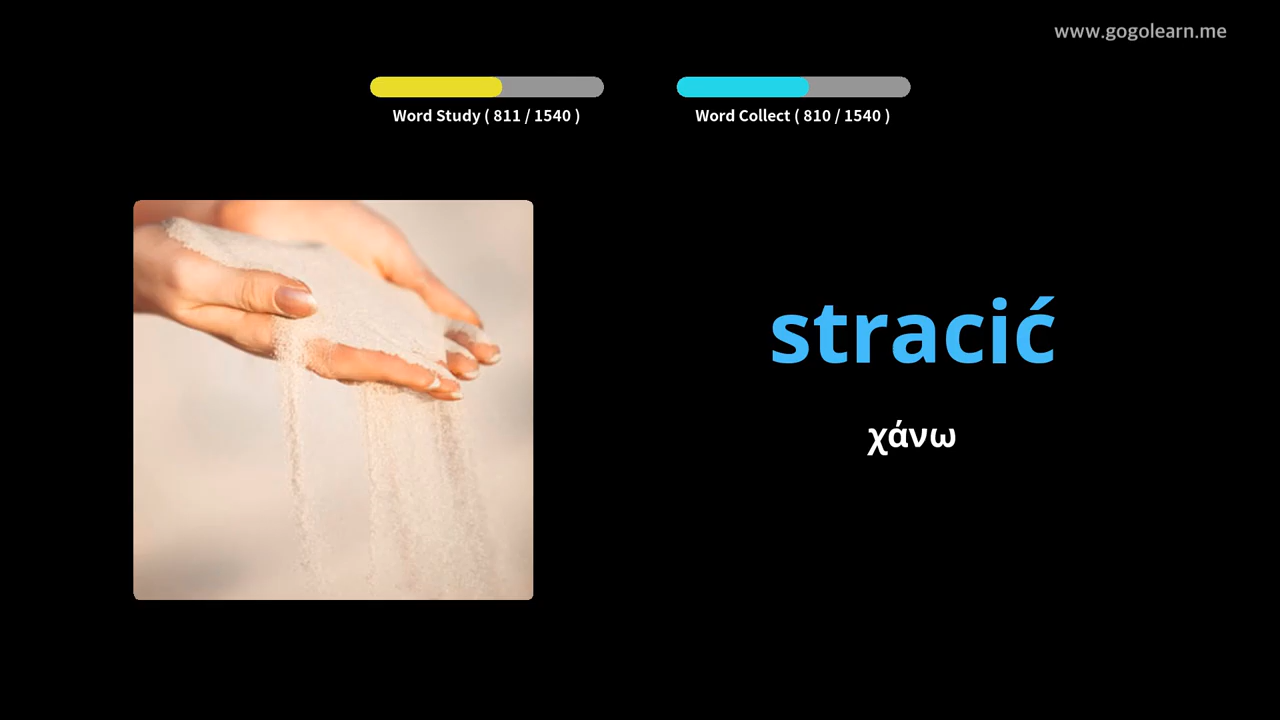 www.gogolearn.me
Word Study ( 811 / 1540 )
Word Collect ( 810 / 1540 )
stracić
χάνω